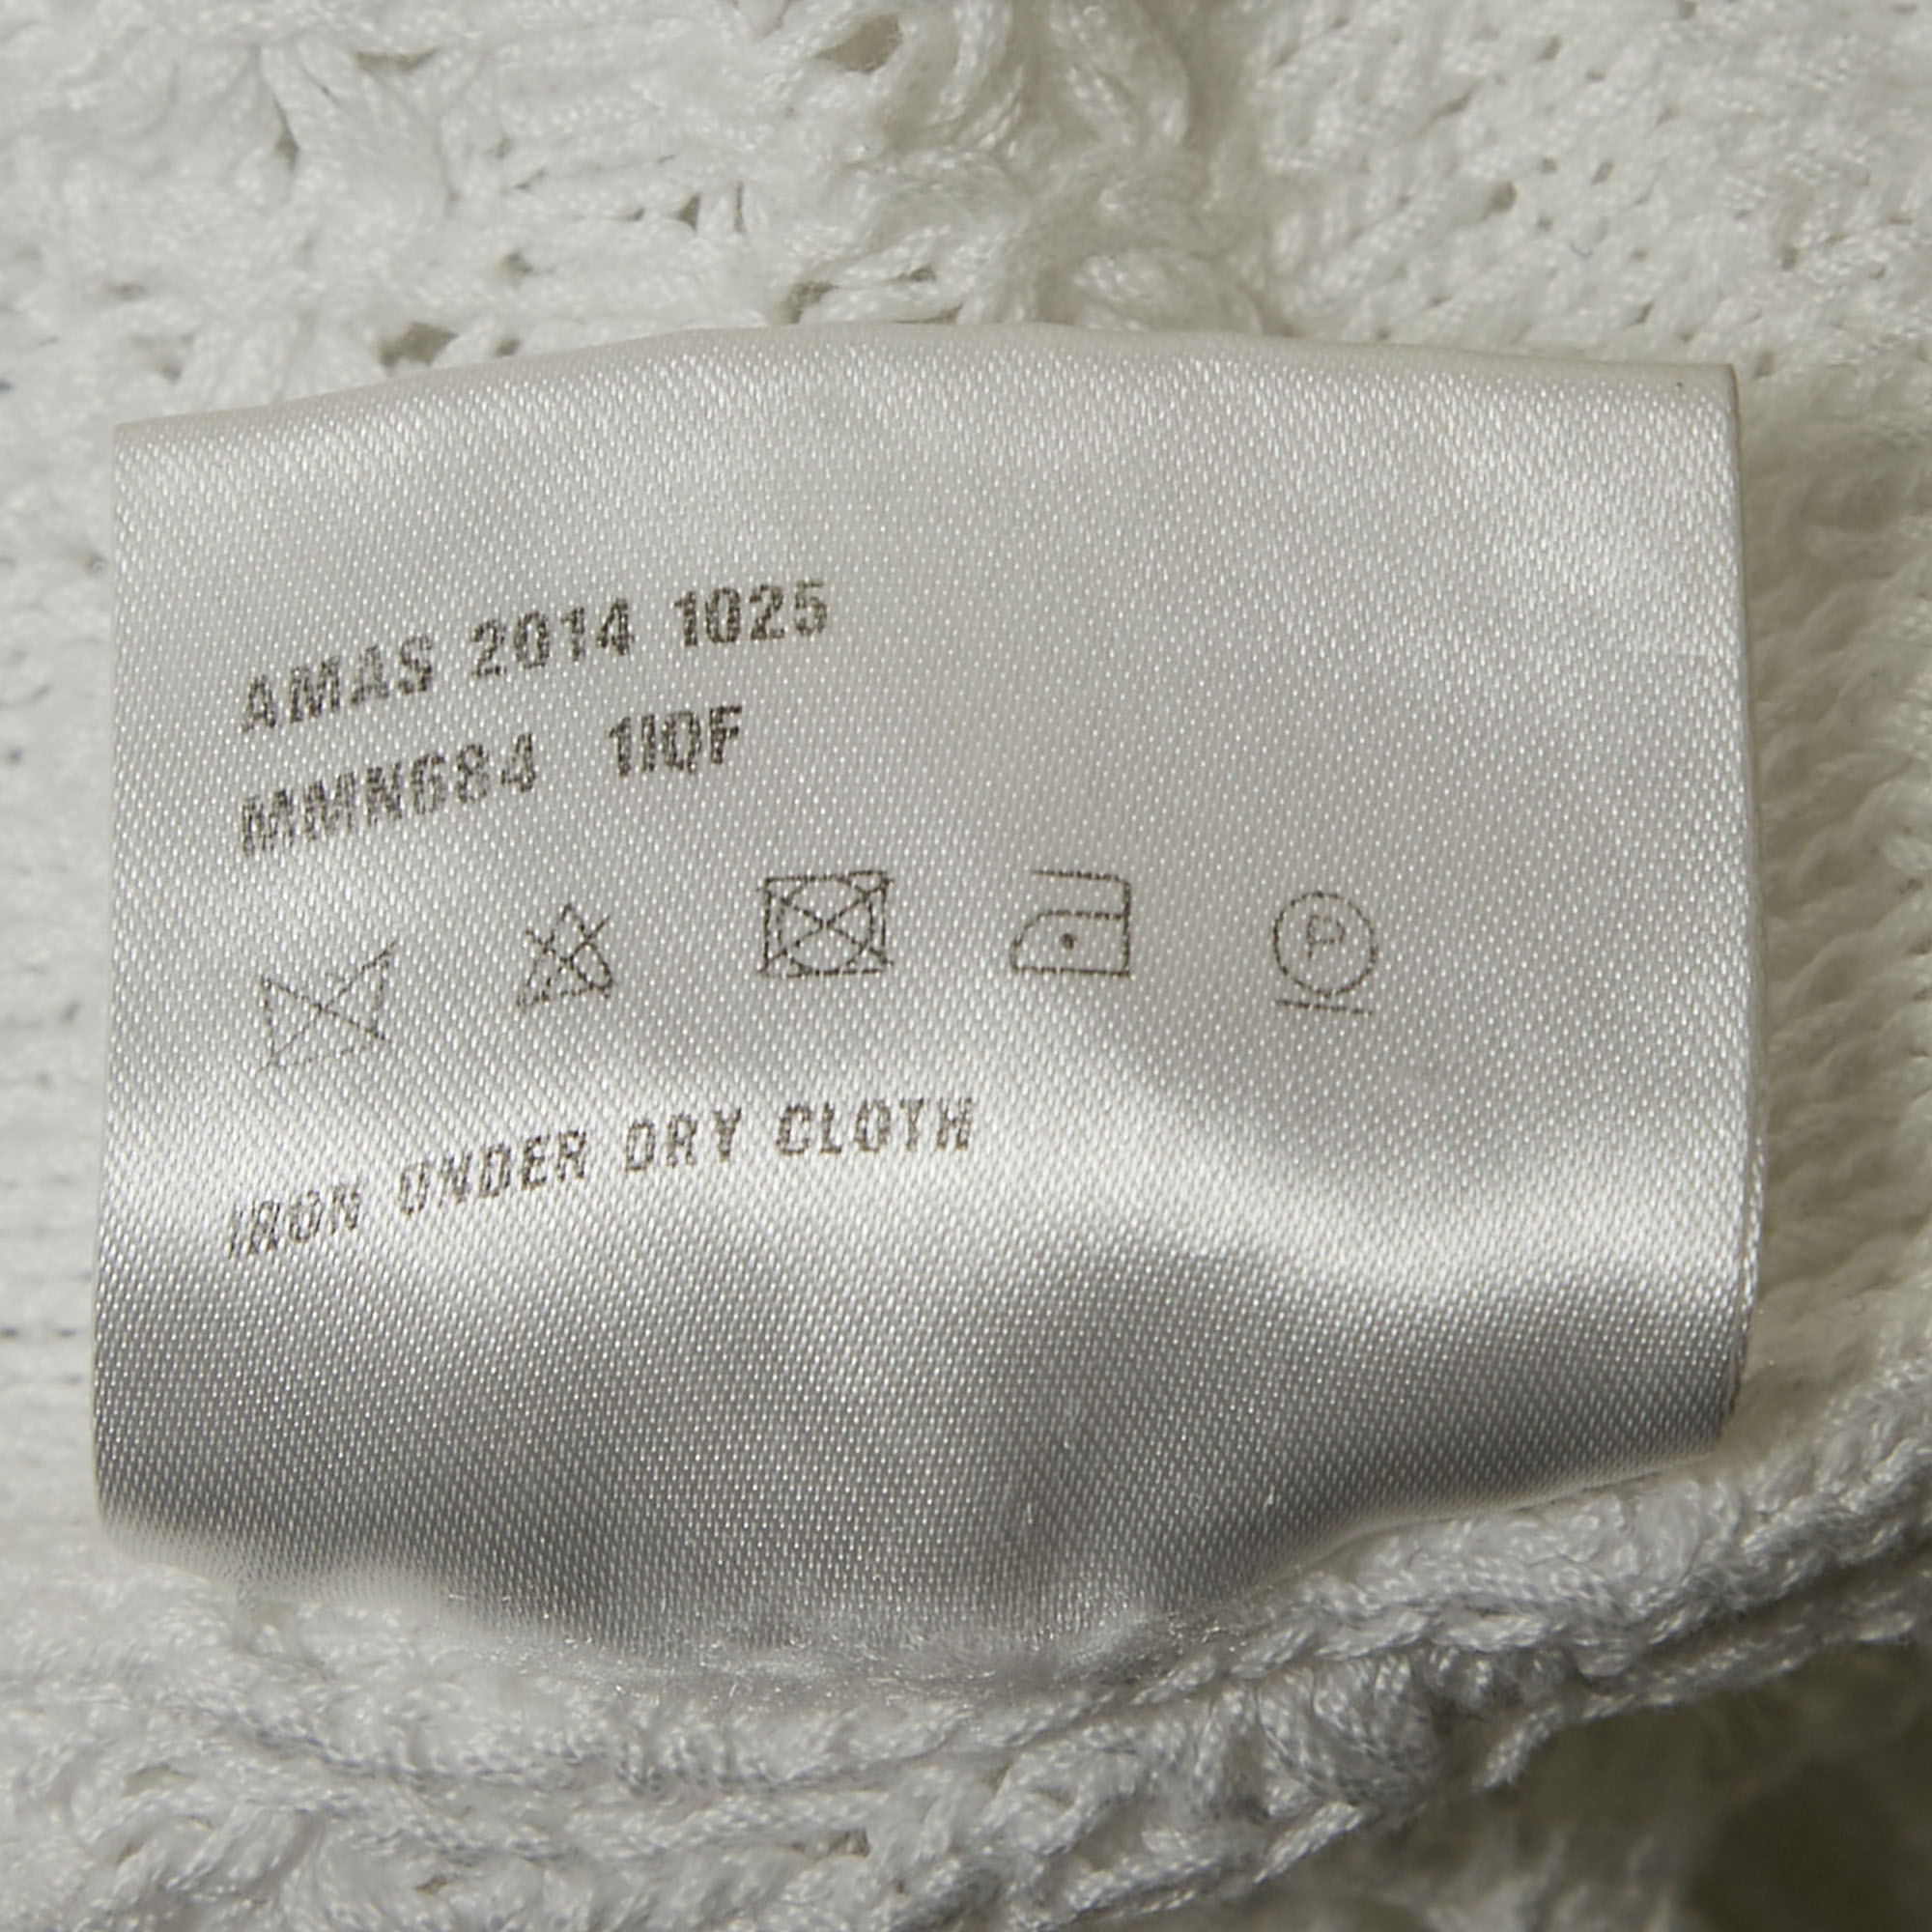 AMAS 2014 1025
MMN684 1IQF
P
IRON UNDER DRY CLOTH